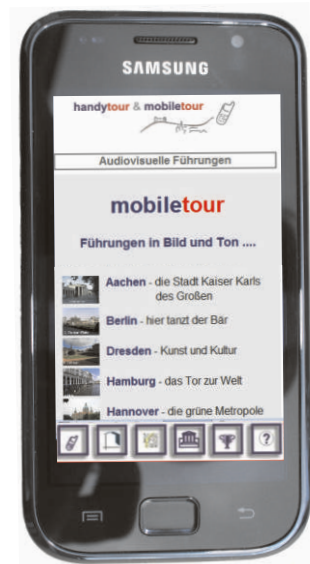 SAMSUNG
handytour & mobiletour
Audiovisuelle Führungen
mobiletour
Führungen in Bild und Ton ....
Aachen - die Stadt Kaiser Karls
des Großen
Berlin - hier tanzt der Bär
Dresden - Kunst und Kultur
Hamburg - das Tor zur Welt
Hannover - die grüne Metropole
?